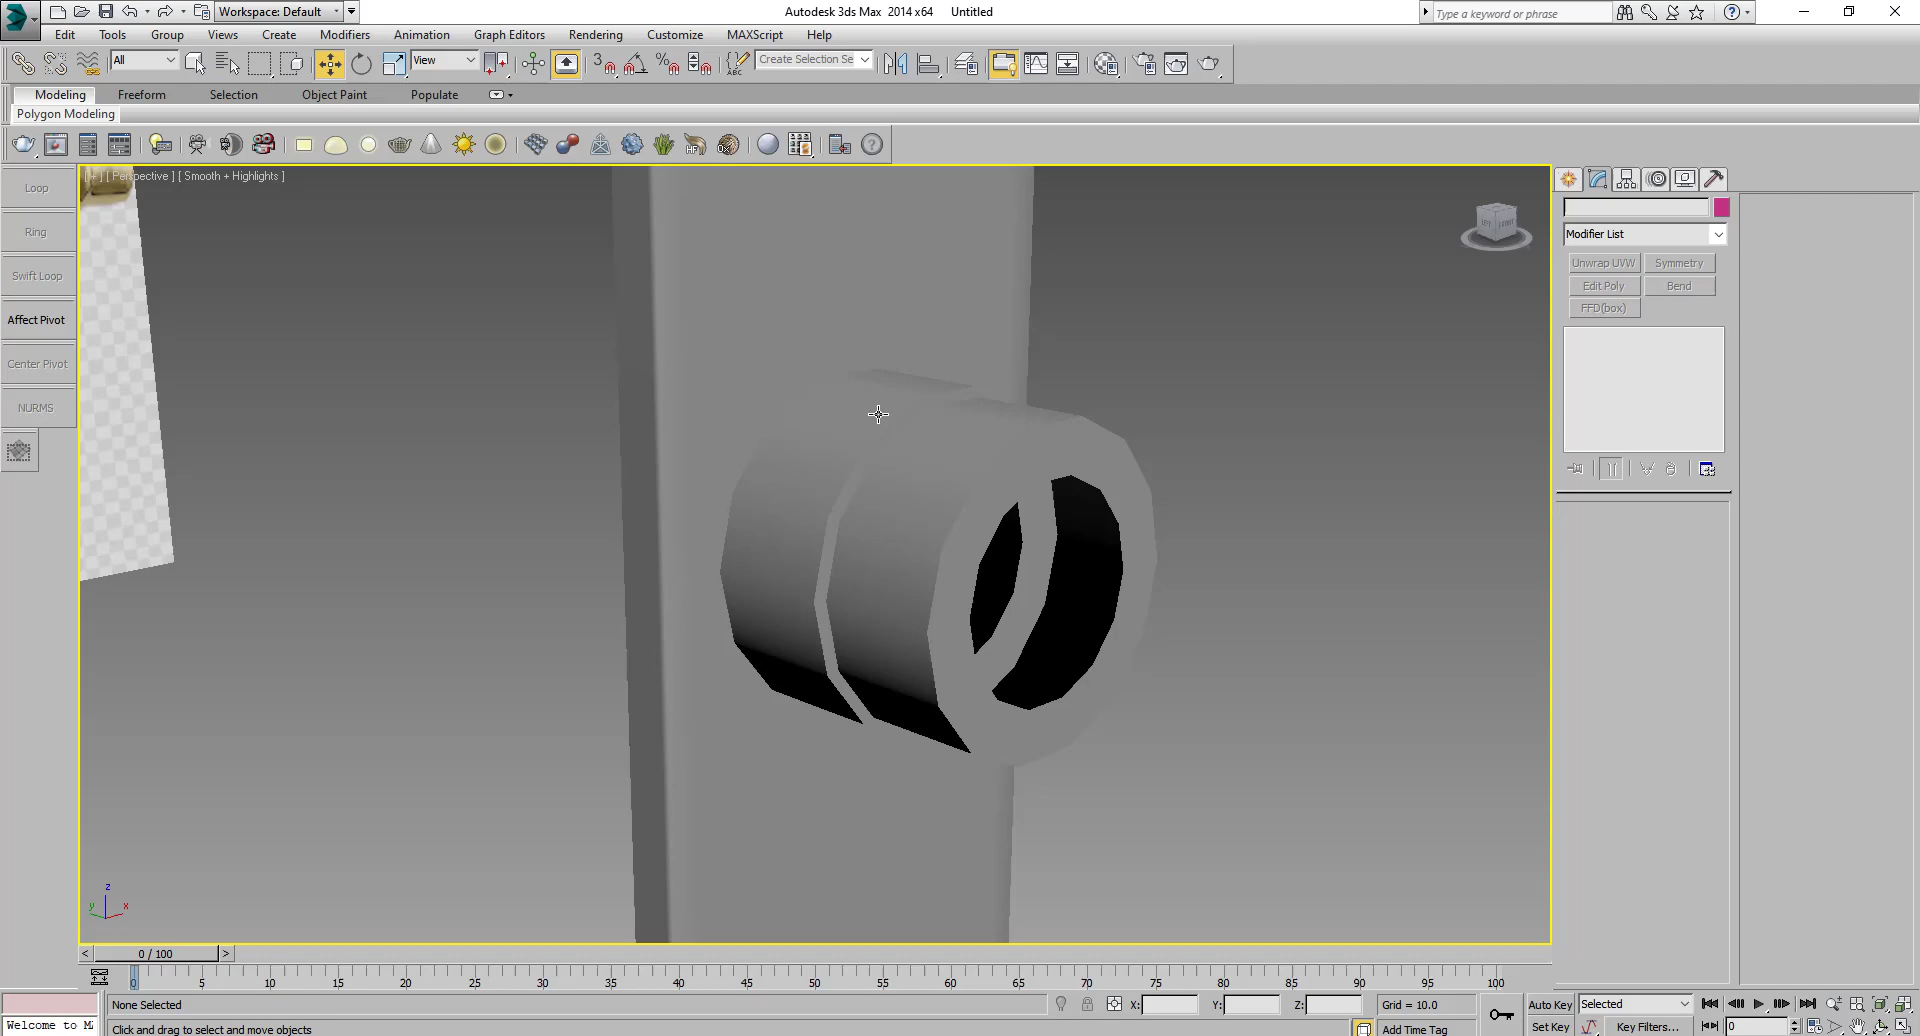 Workspace: Default
Autodesk 3ds Max 2014 x64 Untitled
Type a keyword or phrase
Edit Tools Group Views Create Modifiers Animation Graph Editors Rendering Customize MAXScript Help
All
View
3
ABC
Create Selection Se
Modeling Freeform Selection Object Paint Populate
Polygon Modeling
HF
Loop
Ring
Swift Loop
Affect Pivot
Center Pivot
NURMS
[ + ] [ Perspective ] [ Smooth + Highlights ]
Modifier List
Unwrap UVW Symmetry
Edit Poly Bend
FFD(box)
z
y x
< 0 / 100 >
0 5 10 15 20 25 30 35 40 45 50 55 60 65 70 75 80 85 90 95 100
None Selected
X: Y: Z: Grid = 10.0
Auto Key Selected
Welcome to M
Click and drag to select and move objects
Add Time Tag
Set Key Key Filters... 0